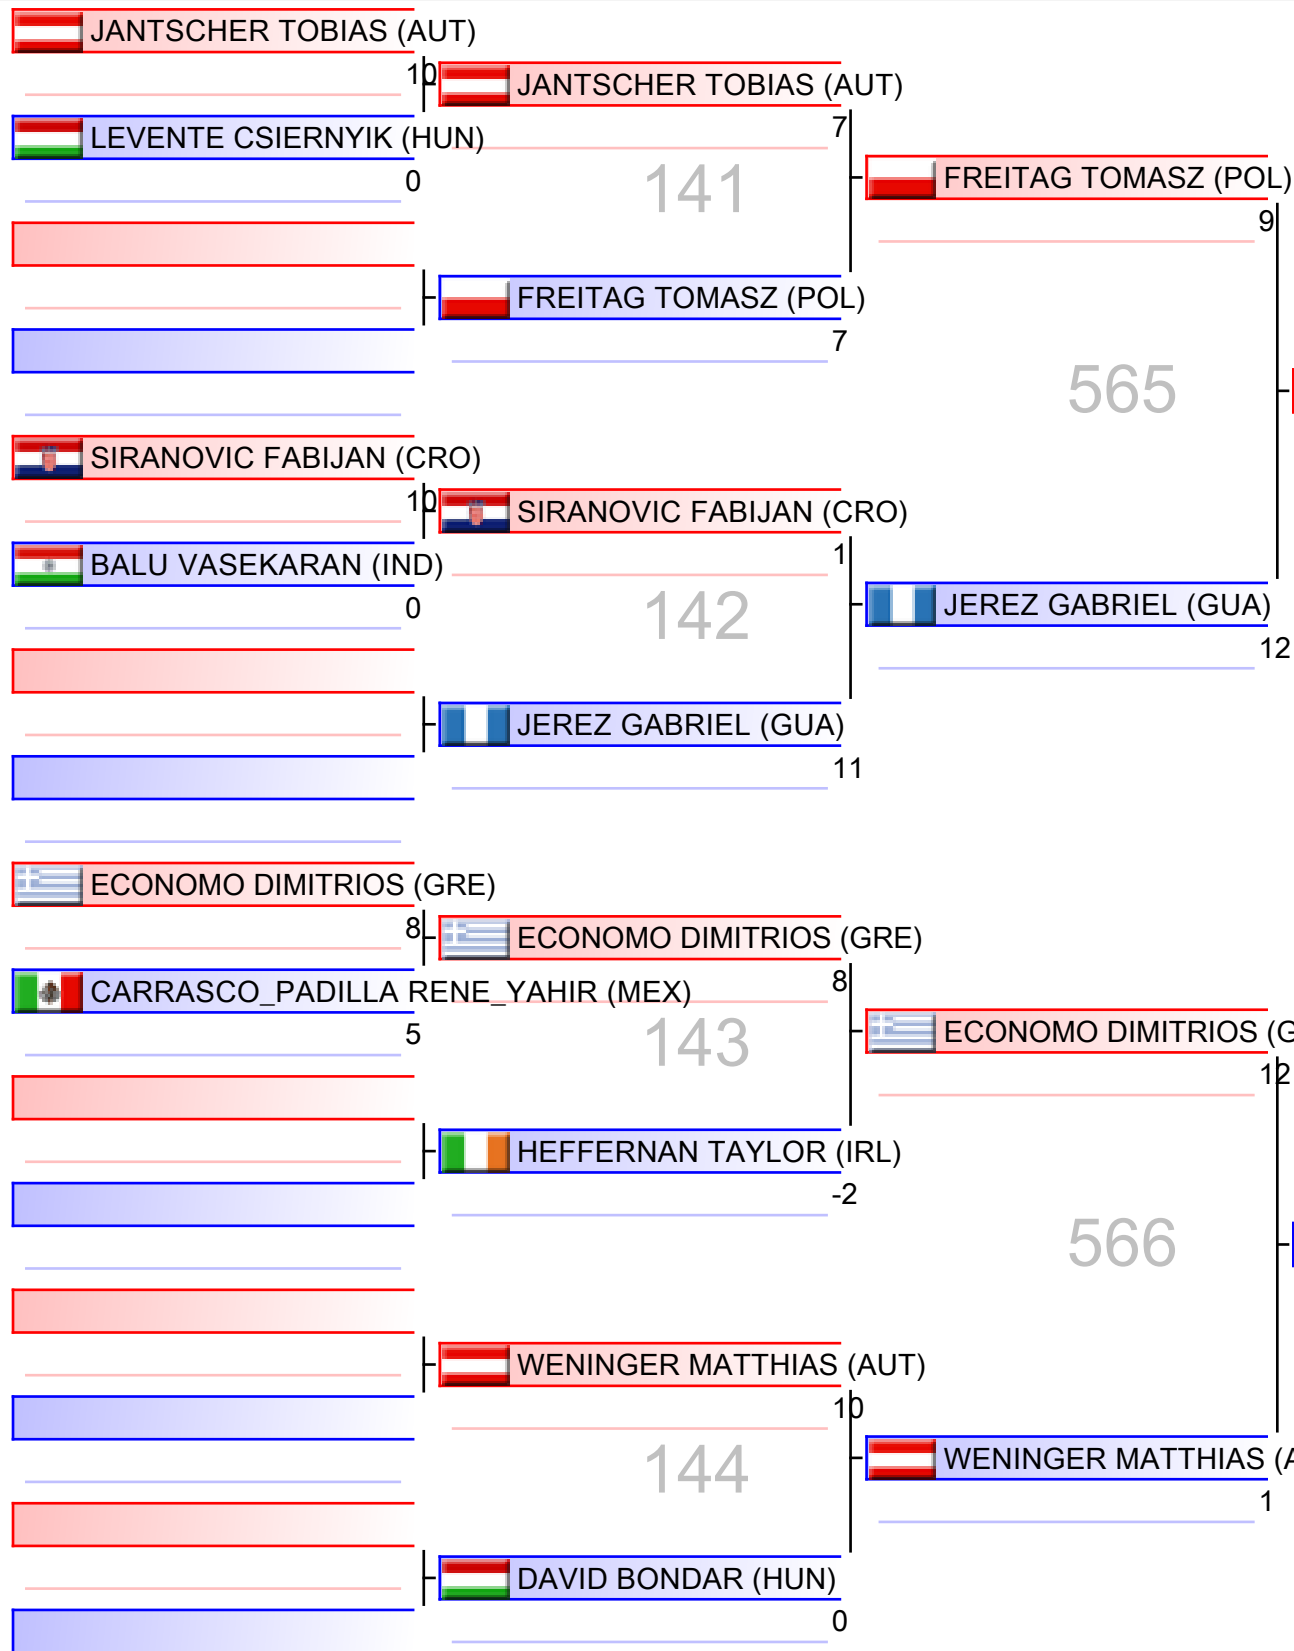 JANTSCHER TOBIAS (AUT)
10
JANTSCHER TOBIAS (AUT)
7
LEVENTE CSIERNYIK (HUN)
0
141
FREITAG TOMASZ (POL)
9
FREITAG TOMASZ (POL)
7
565
SIRANOVIC FABIJAN (CRO)
10
SIRANOVIC FABIJAN (CRO)
1
BALU VASEKARAN (IND)
0
142
JEREZ GABRIEL (GUA)
12
JEREZ GABRIEL (GUA)
11
ECONOMO DIMITRIOS (GRE)
8
ECONOMO DIMITRIOS (GRE)
8
CARRASCO_PADILLA RENE_YAHIR (MEX)
5
143
ECONOMO DIMITRIOS (G
12
HEFFERNAN TAYLOR (IRL)
-2
566
WENINGER MATTHIAS (AUT)
10
144
WENINGER MATTHIAS (A
1
DAVID BONDAR (HUN)
0